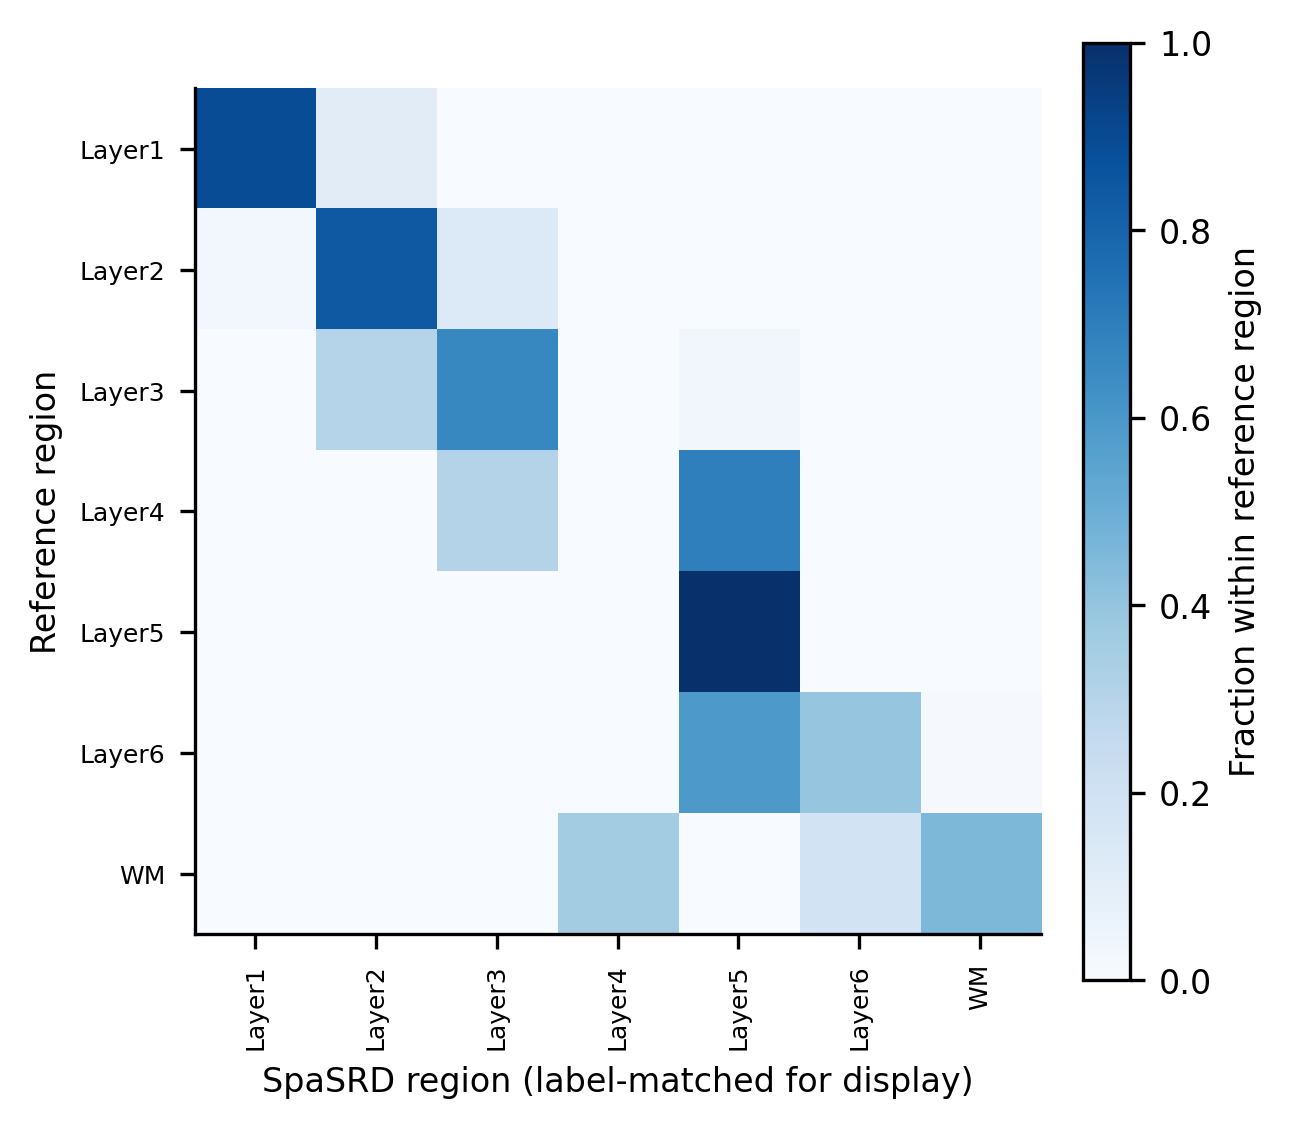 Reference region
Layer1
Layer2
Layer3
Layer4
Layer5
Layer6
WM
Layer1
Layer2
Layer3
Layer4
Layer5
Layer6
WM
SpaSRD region (label-matched for display)
1.0
0.8
0.6
0.4
0.2
0.0
Fraction within reference region